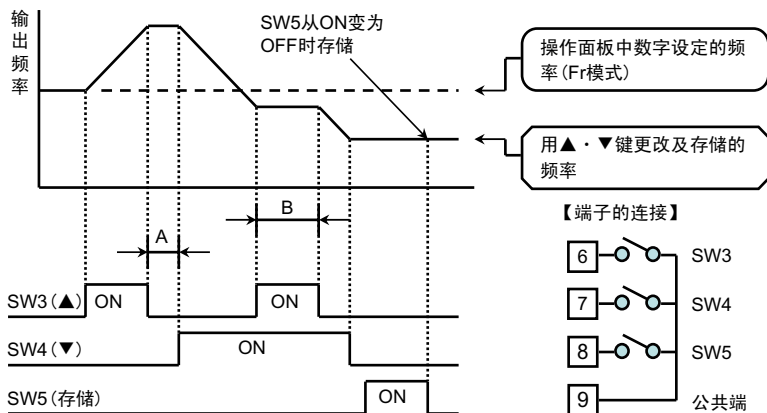 输出频率
SW5从ON变为
OFF时存储
操作面板中数字设定的频
率(Fr模式)
用▲・▼键更改及存储的
频率
A
B
【端子的连接】
6 SW3
7 SW4
8 SW5
9 公共端
SW3(▲) ON ON
SW4(▼) ON
SW5(存储) ON